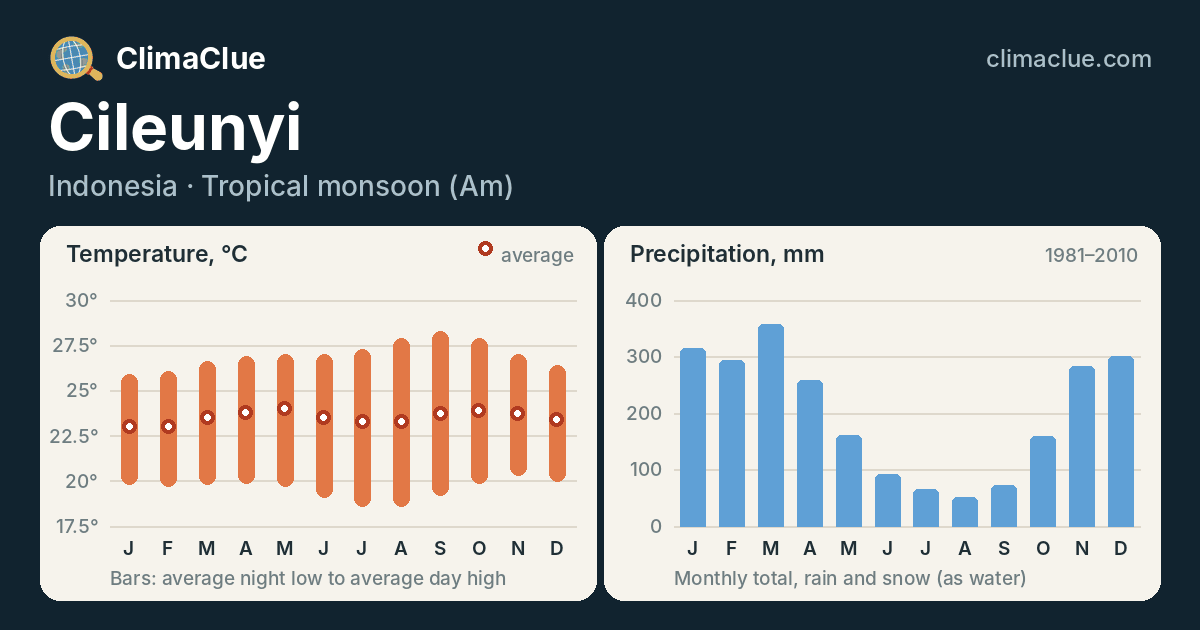 ClimaClue
climaclue.com
Cileunyi
Indonesia · Tropical monsoon (Am)
Temperature, °C
average
30°
27.5°
25°
22.5°
20°
17.5°
J F M A M J J A S O N D
Bars: average night low to average day high
Precipitation, mm
1981–2010
400
300
200
100
0
J F M A M J J A S O N D
Monthly total, rain and snow (as water)